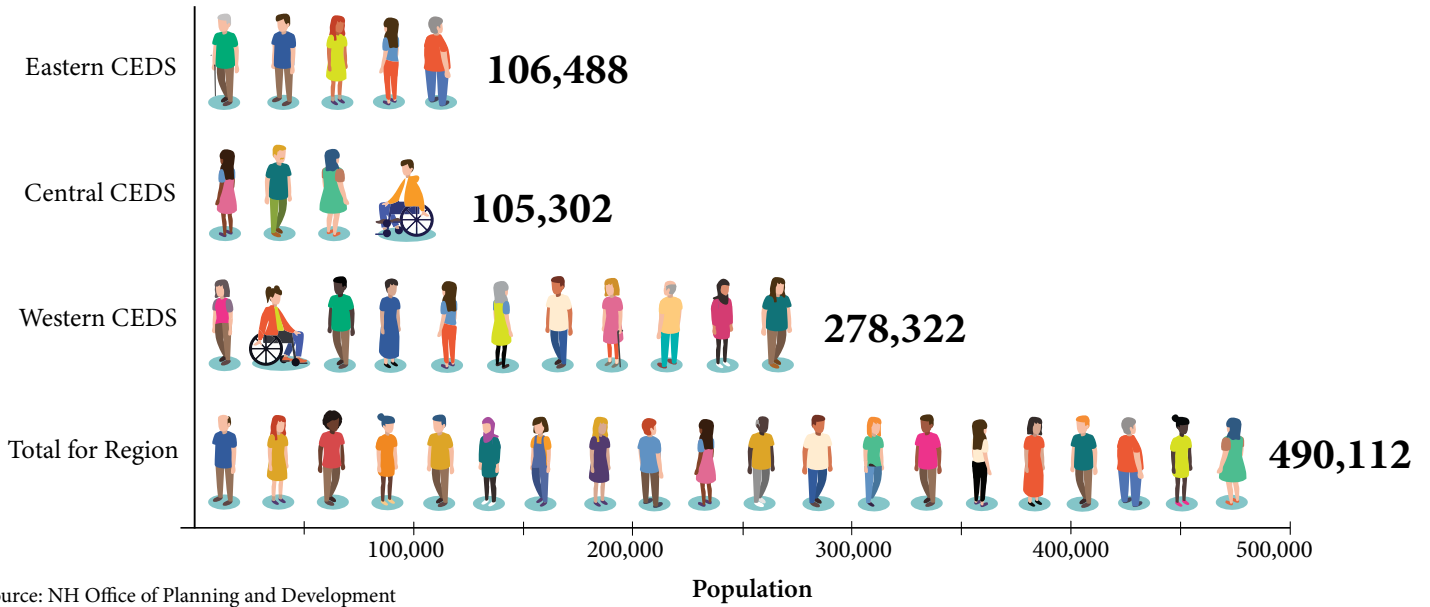 Eastern CEDS
106,488
Central CEDS
105,302
Western CEDS
278,322
Total for Region
490,112
100,000 200,000 300,000 400,000 500,000
Population
ource: NH Office of Planning and Development